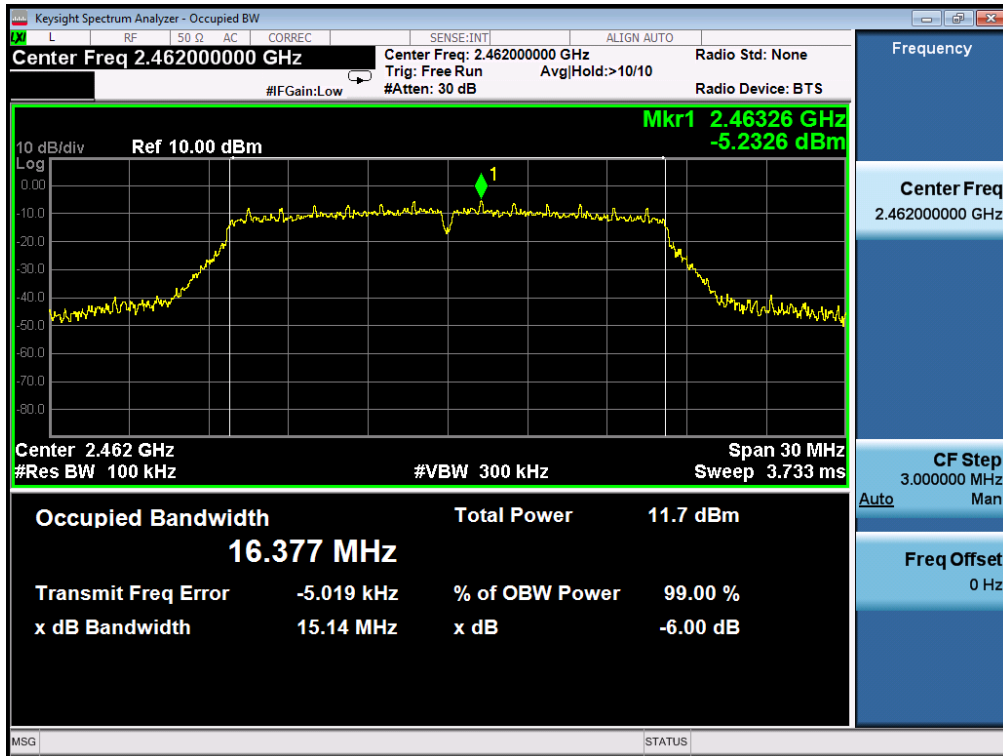 Keysight Spectrum Analyzer - Occupied BW
LXI L RF 50 Ω AC CORREC SENSE:INT ALIGN AUTO
Center Freq 2.462000000 GHz
#IFGain:Low
Center Freq: 2.462000000 GHz
Trig: Free Run Avg|Hold:>10/10
#Atten: 30 dB
Radio Std: None
Radio Device: BTS
Mkr1 2.46326 GHz
-5.2326 dBm
10 dB/div Ref 10.00 dBm
Log
1
0.00
-10.0
-20.0
-30.0
-40.0
-50.0
-60.0
-70.0
-80.0
Center 2.462 GHz Span 30 MHz
#Res BW 100 kHz #VBW 300 kHz Sweep 3.733 ms
Occupied Bandwidth Total Power 11.7 dBm
16.377 MHz
Transmit Freq Error -5.019 kHz % of OBW Power 99.00 %
x dB Bandwidth 15.14 MHz x dB -6.00 dB
MSG STATUS
Frequency
Center Freq
2.462000000 GHz
CF Step
3.000000 MHz
Auto Man
Freq Offset
0 Hz